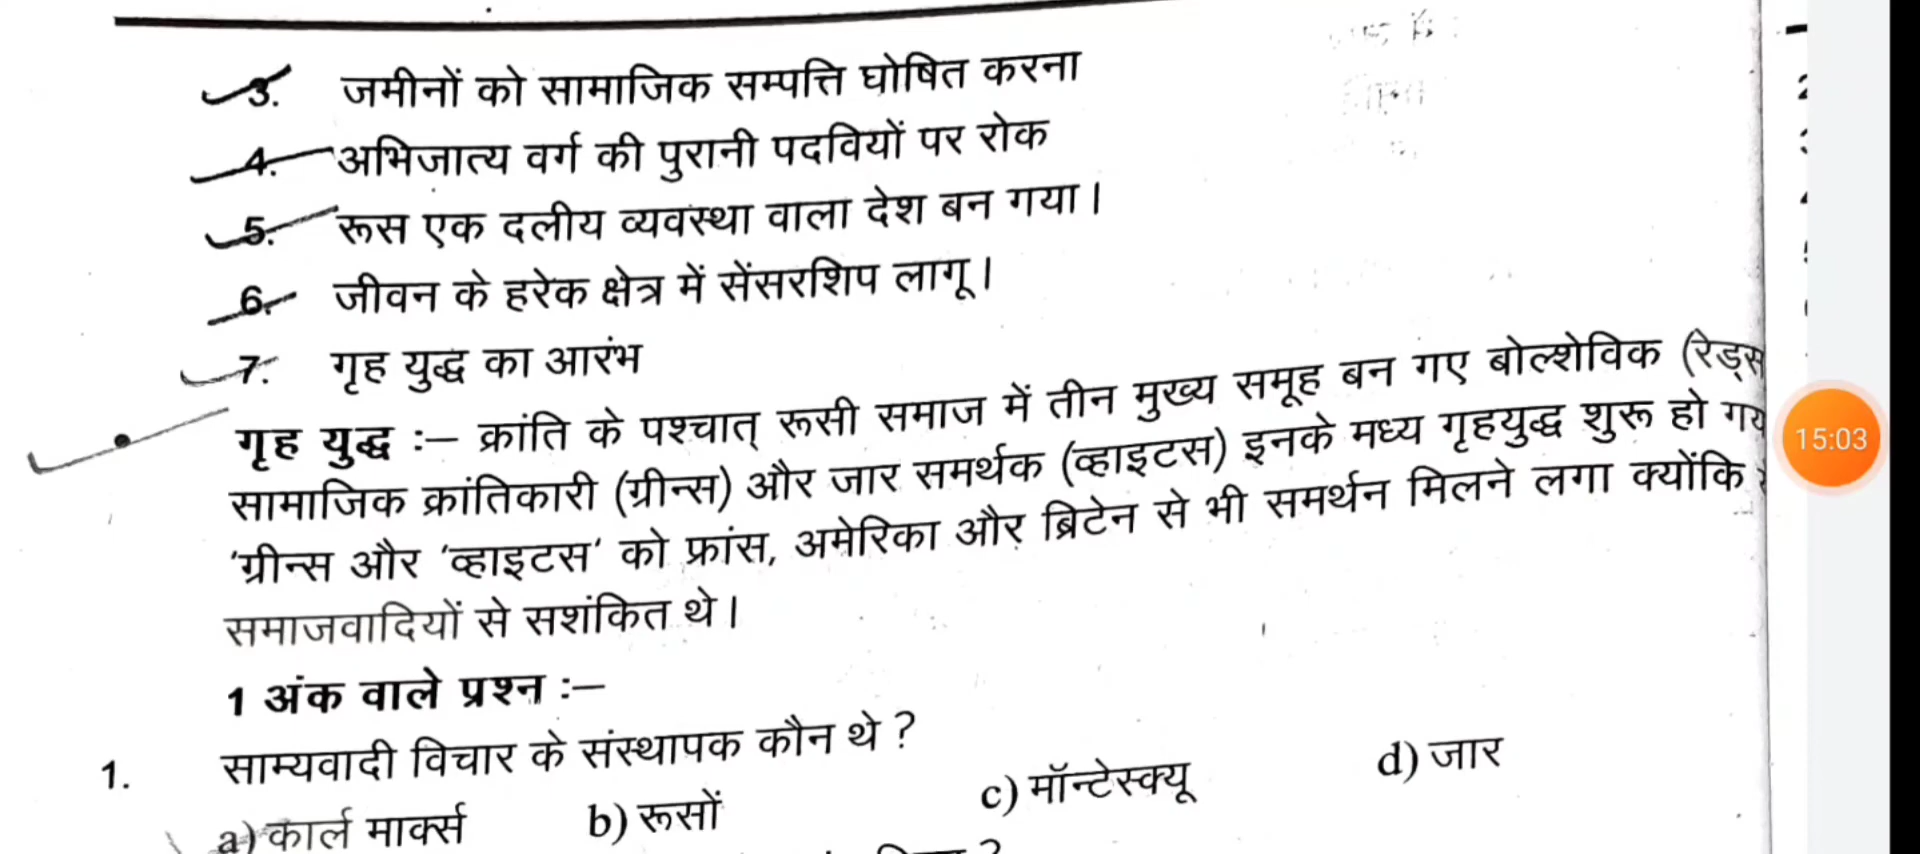 3. जमीनों को सामाजिक सम्पत्ति घोषित करना
4. अभिजात्य वर्ग की पुरानी पदवियों पर रोक
5. रूस एक दलीय व्यवस्था वाला देश बन गया।
6. जीवन के हरेक क्षेत्र में सेंसरशिप लागू।
7. गृह युद्ध का आरंभ
गृह युद्ध :– क्रांति के पश्चात् रूसी समाज में तीन मुख्य समूह बन गए बोल्शेविक (रेड्स
सामाजिक क्रांतिकारी (ग्रीन्स) और जार समर्थक (व्हाइटस) इनके मध्य गृहयुद्ध शुरू हो
'ग्रीन्स और 'व्हाइटस' को फ्रांस, अमेरिका और ब्रिटेन से भी समर्थन मिलने लगा क्योंकि
समाजवादियों से सशंकित थे।
1 अंक वाले प्रश्न :–
1. साम्यवादी विचार के संस्थापक कौन थे ?
a) कार्ल मार्क्स b) रूसों c) मॉन्टेस्क्यू d) जार
15:03